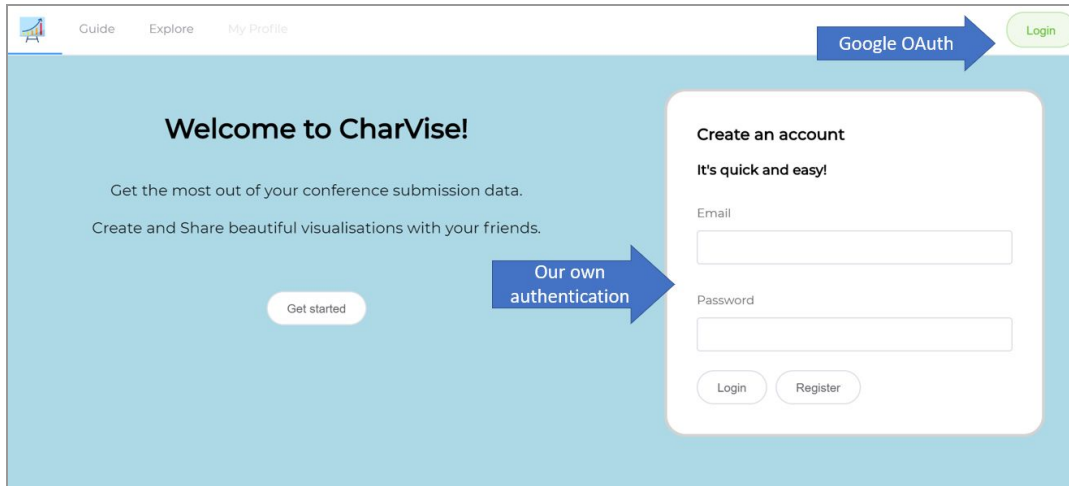 Guide Explore My Profile
Google OAuth
Login
Welcome to CharVise!
Get the most out of your conference submission data.
Create and Share beautiful visualisations with your friends.
Get started
Our own
authentication
Create an account
It's quick and easy!
Email
Password
Login Register